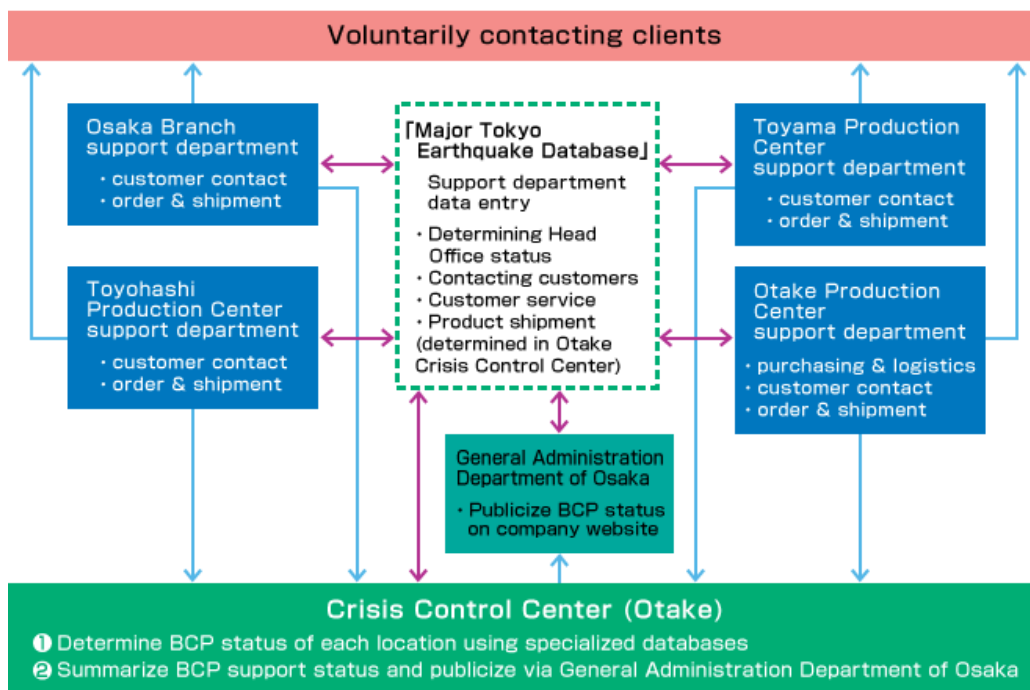 Voluntarily contacting clients
Osaka Branch
support department
・customer contact
・order & shipment
Toyohashi
Production Center
support department
・customer contact
・order & shipment
「Major Tokyo
Earthquake Database」
Support department
data entry
・Determining Head
Office status
・Contacting customers
・Customer service
・Product shipment
(determined in Otake
Crisis Control Center)
Toyama Production
Center
support department
・customer contact
・order & shipment
Otake Production
Center
support department
・purchasing & logistics
・customer contact
・order & shipment
General Administration
Department of Osaka
・Publicize BCP status
on company website
Crisis Control Center (Otake)
❶ Determine BCP status of each location using specialized databases
❷ Summarize BCP support status and publicize via General Administration Department of Osaka